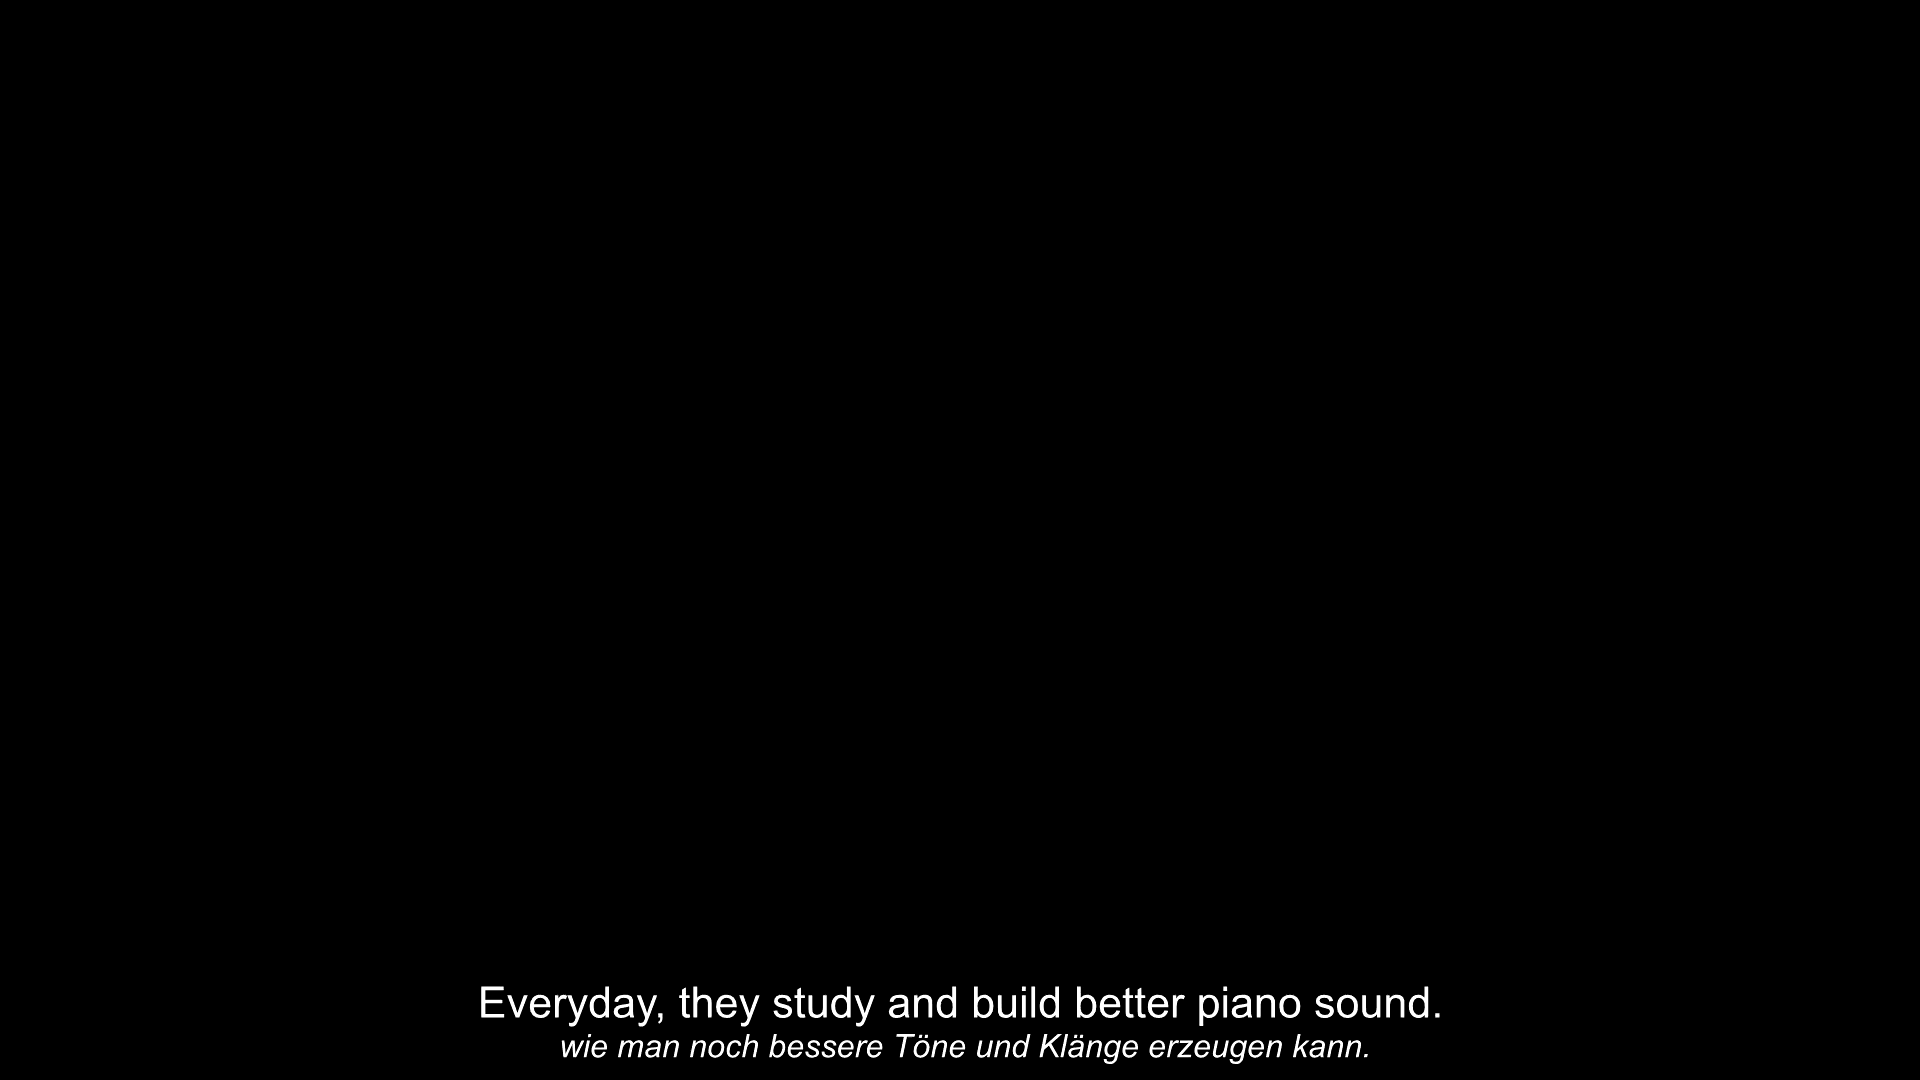 Everyday, they study and build better piano sound.
wie man noch bessere Töne und Klänge erzeugen kann.